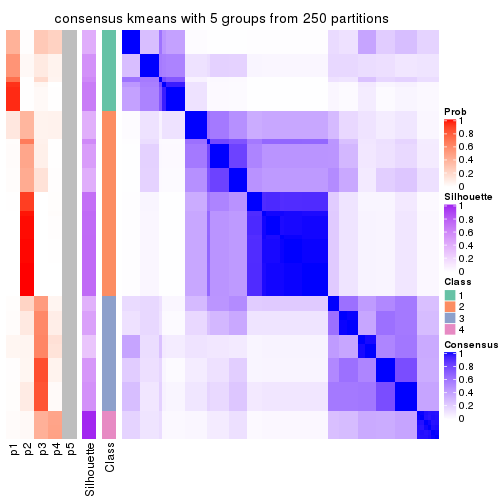 consensus kmeans with 5 groups from 250 partitions
Prob
1
0.8
0.6
0.4
0.2
0
Silhouette
1
0.8
0.6
0.4
0.2
0
Class
1
2
3
4
Consensus
1
0.8
0.6
0.4
0.2
0
p1
p2
p3
p4
p5
Silhouette
Class